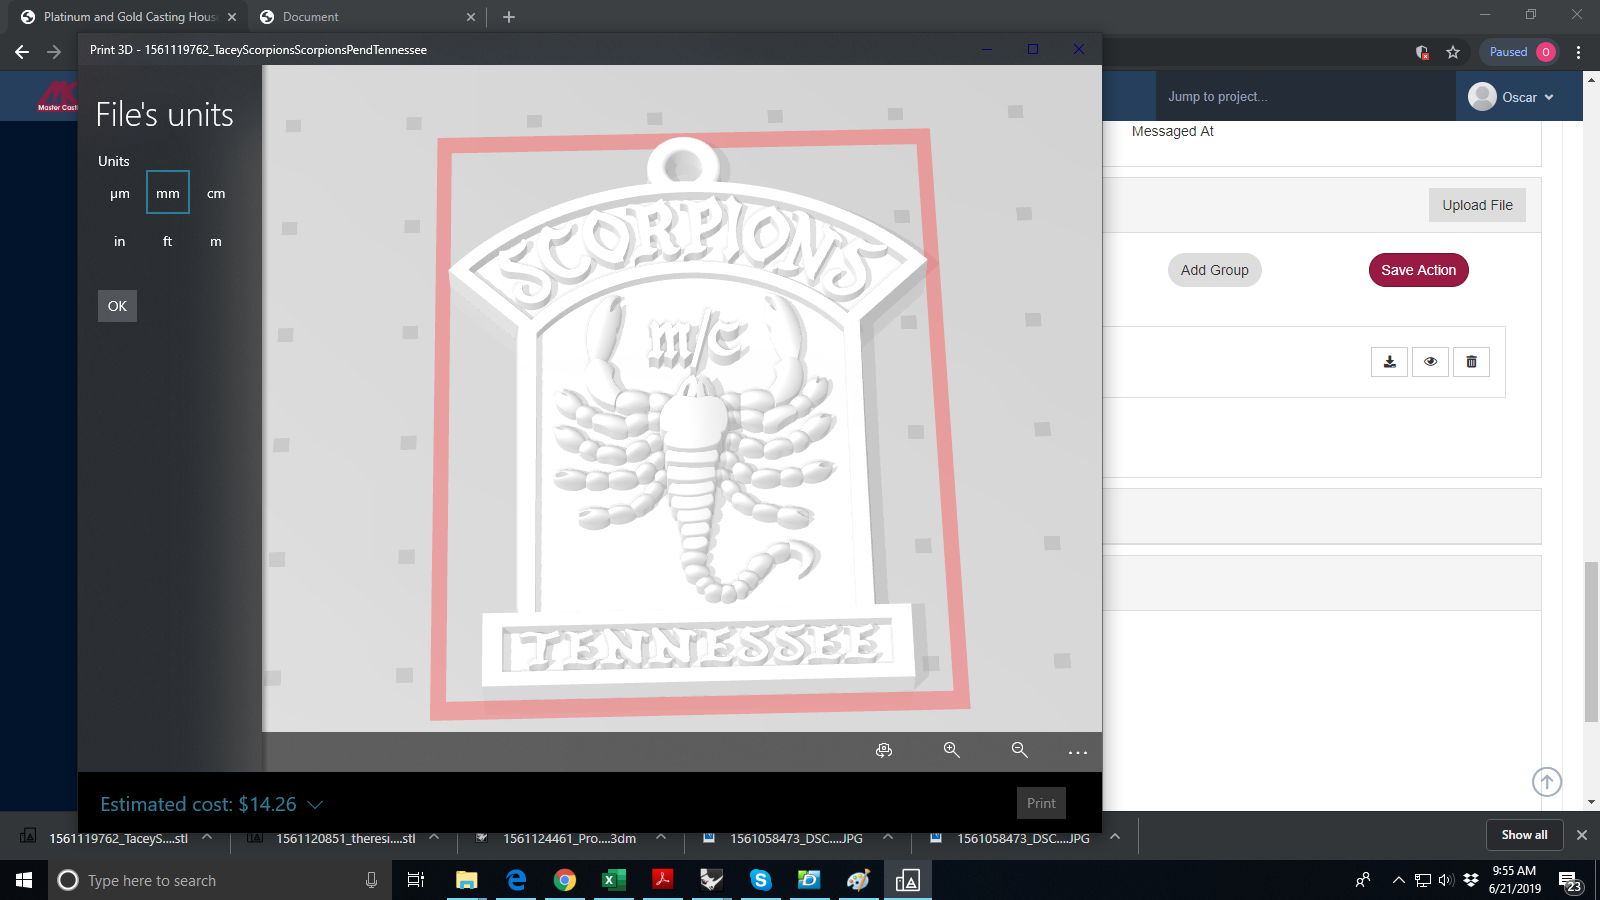 Platinum and Gold Casting Hous
Document
Print 3D - 1561119762_TaceyScorpionsScorpionsPendTennessee
Paused
0
MC
Master Casti
Jump to project...
Oscar
File's units
Units
µm
mm
cm
in
ft
m
OK
SCORPIONS
m/c
TENNESSEE
Messaged At
Upload File
Add Group
Save Action
Estimated cost: $14.26
Print
1561119762_TaceyS....stl
1561120851_theresi....stl
1561124461_Pro....3dm
1561058473_DSC....JPG
1561058473_DSC....JPG
Show all
Type here to search
9:55 AM
6/21/2019
23